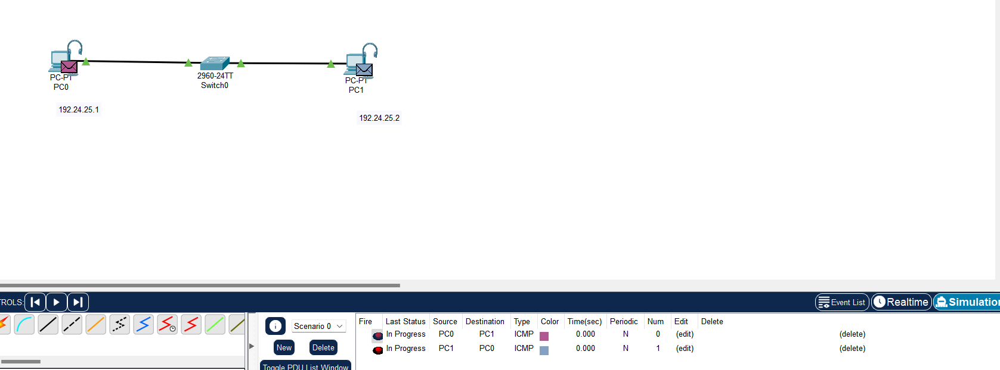 2960-24TT
PC-PT
Switch0
PC-PT
PC0
PC1
192.24.25.1
192.24.25.2
TROLS:
Event List
Realtime
Simulation
Fire Last Status Source Destination Type Color Time(sec) Periodic Num Edit Delete
Scenario 0
In Progress PC0 PC1 ICMP 0.000 N 0 (edit) (delete)
New Delete
In Progress PC1 PC0 ICMP 0.000 N 1 (edit) (delete)
Toggle PDU List Window